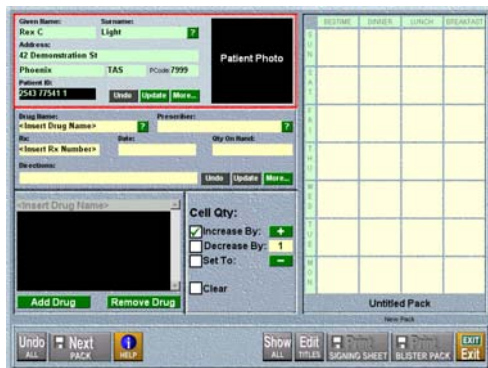 Given Name: Surname:
Rex C Light ?
Address:
42 Demonstration St
Phoenix TAS PCode 7999
Patient ID:
2543 77541 1 Undo Update More...
Patient Photo
Drug Name: Prescriber:
<Insert Drug Name> ? ?
Rx: Date: Qty On Hand:
<Insert Rx Number>
Directions:
Undo Update More...
<Insert Drug Name>
Add Drug Remove Drug
Cell Qty:
Increase By: +
Decrease By: 1
Set To: -
Clear
BEDTIME DINNER LUNCH BREAKFAST
SUN
SAT
FRI
THU
WED
TUE
MON
Untitled Pack
New Pack
Undo ALL
Next PACK
HELP
Show ALL
Edit TITLES
Print SIGNING SHEET
Print BLISTER PACK
EXIT Exit